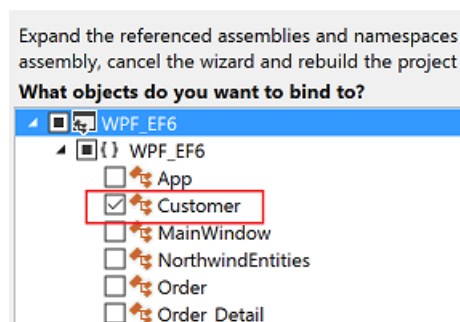 Expand the referenced assemblies and namespaces
assembly, cancel the wizard and rebuild the project
What objects do you want to bind to?
WPF_EF6
{} WPF_EF6
App
Customer
MainWindow
NorthwindEntities
Order
Order_Detail